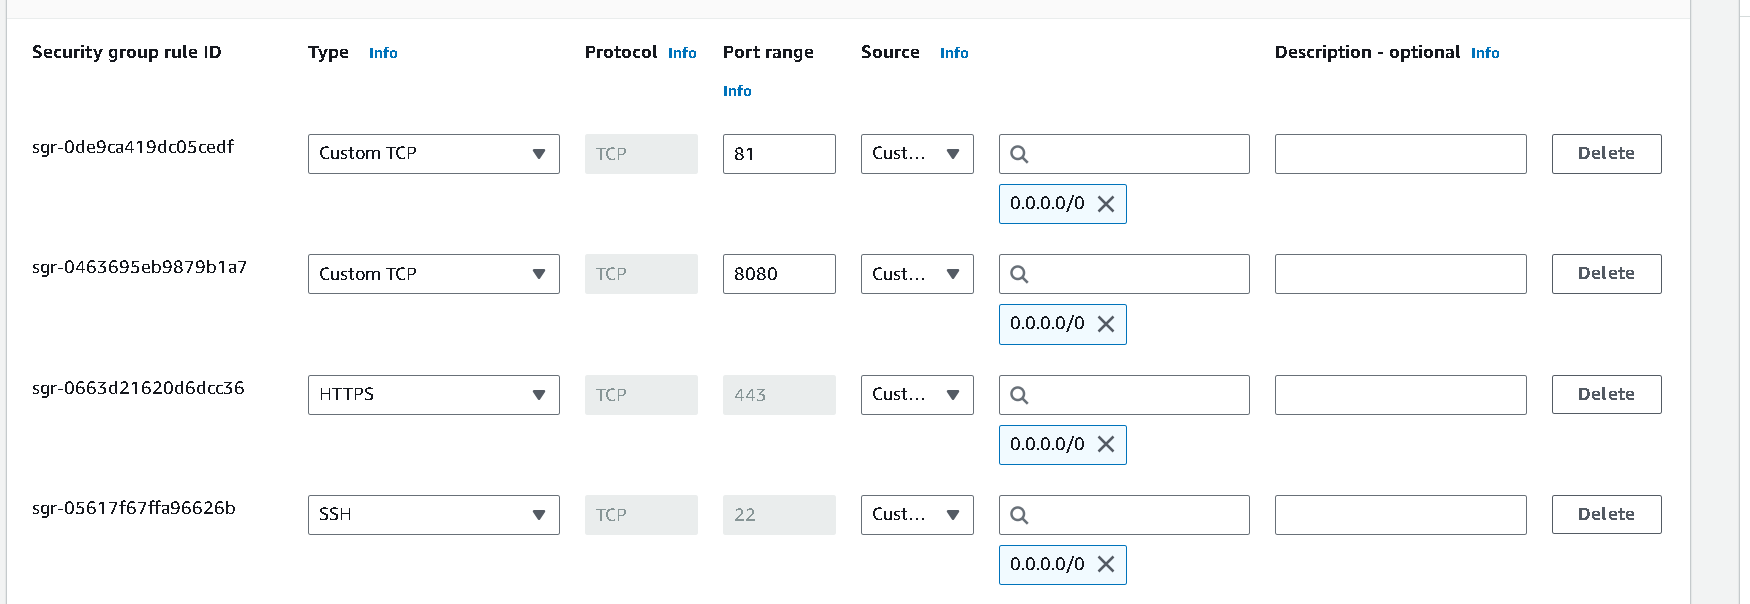 Security group rule ID Type Info Protocol Info Port range Info Source Info Description - optional Info
sgr-0de9ca419dc05cedf Custom TCP TCP 81 Cust... Delete
0.0.0.0/0
sgr-0463695eb9879b1a7 Custom TCP TCP 8080 Cust... Delete
0.0.0.0/0
sgr-0663d21620d6dcc36 HTTPS TCP 443 Cust... Delete
0.0.0.0/0
sgr-05617f67ffa96626b SSH TCP 22 Cust... Delete
0.0.0.0/0